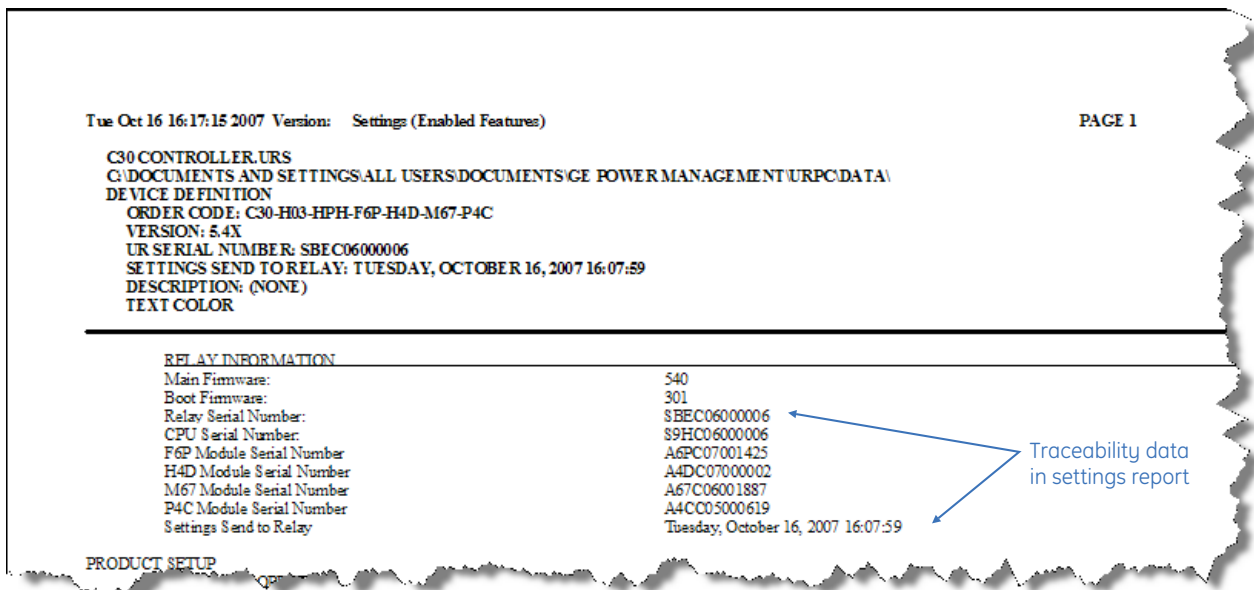 Tue Oct 16 16:17:15 2007 Version: Settings (Enabled Features) PAGE 1
C30 CONTROLLER.URS
C:\DOCUMENTS AND SETTINGS\ALL USERS\DOCUMENTS\GE POWER MANAGEMENT\URPC\DATA\
DEVICE DEFINITION
ORDER CODE: C30-H03-HPH-F6P-H4D-M67-P4C
VERSION: 5.4X
UR SERIAL NUMBER: SBEC06000006
SETTINGS SEND TO RELAY: TUESDAY, OCTOBER 16, 2007 16:07:59
DESCRIPTION: (NONE)
TEXT COLOR
RELAY INFORMATION
Main Firmware: 540
Boot Firmware: 301
Relay Serial Number: SBEC06000006
CPU Serial Number: S9HC06000006
F6P Module Serial Number A6PC07001425
H4D Module Serial Number A4DC07000002
M67 Module Serial Number A67C06001887
P4C Module Serial Number A4CC05000619
Settings Send to Relay Tuesday, October 16, 2007 16:07:59
Traceability data
in settings report
PRODUCT SETUP